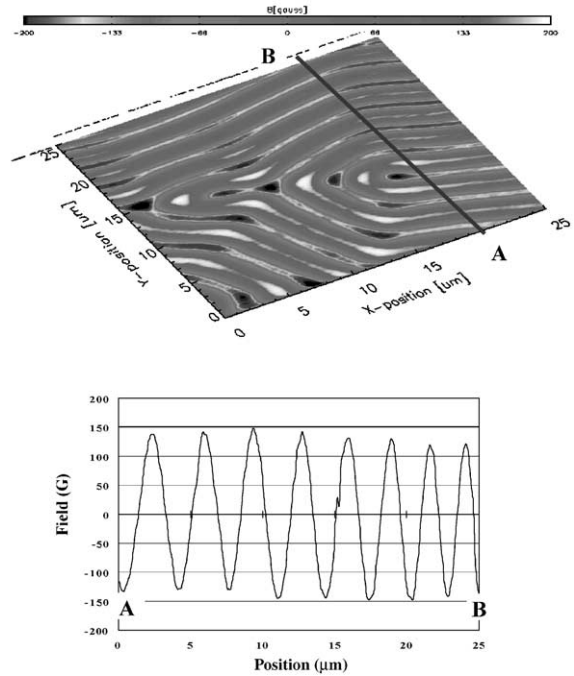 B[gauss]
-200 -133 -66 0 66 133 200
B
25
20
15
10
5
0
Y-position [um]
0
5
10
15
25
X-position [um]
A
200
150
100
50
0
-50
-100
-150
-200
Field (G)
A B
0 5 10 15 20 25
Position (μm)